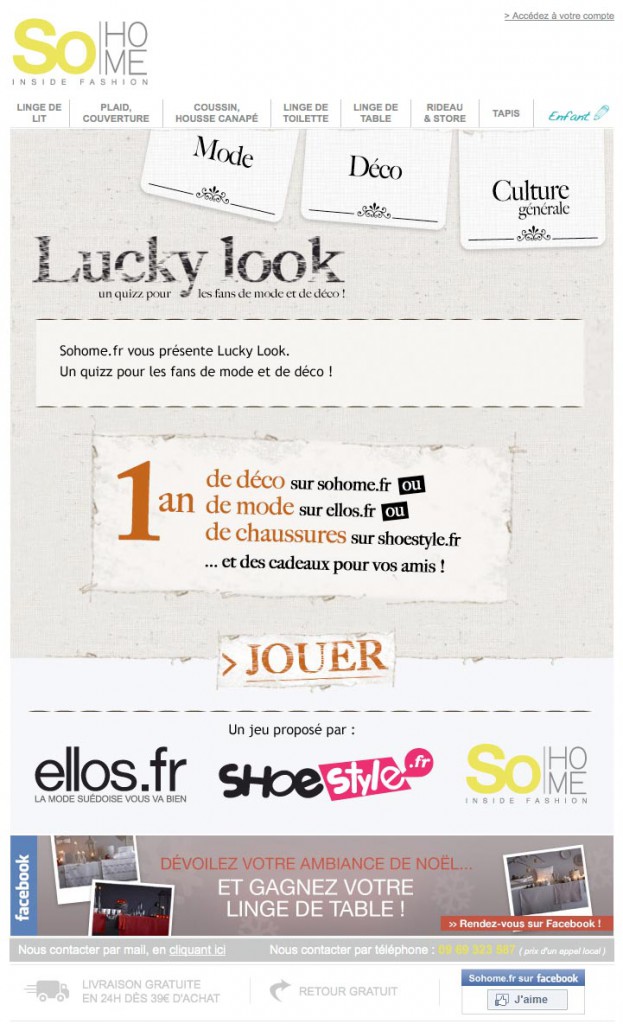 > Accédez à votre compte
So HOME
INSIDE FASHION
LINGE DE LIT
PLAID, COUVERTURE
COUSSIN, HOUSSE CANAPÉ
LINGE DE TOILETTE
LINGE DE TABLE
RIDEAU & STORE
TAPIS
Enfant
Mode
Déco
Culture
générale
Lucky look
un quizz pour les fans de mode et de déco !
Sohome.fr vous présente Lucky Look.
Un quizz pour les fans de mode et de déco !
1 an
de déco sur sohome.fr ou
de mode sur ellos.fr ou
de chaussures sur shoestyle.fr
... et des cadeaux pour vos amis !
> JOUER
Un jeu proposé par :
ellos.fr
LA MODE SUÉDOISE VOUS VA BIEN
SHOEStyle.fr
So HOME
INSIDE FASHION
facebook
DÉVOILEZ VOTRE AMBIANCE DE NOËL...
ET GAGNEZ VOTRE
LINGE DE TABLE !
>> Rendez-vous sur Facebook !
Nous contacter par mail, en cliquant ici
Nous contacter par téléphone : 09 69 323 567 ( prix d'un appel local )
LIVRAISON GRATUITE
EN 24H DÈS 39€ D'ACHAT
RETOUR GRATUIT
Sohome.fr sur facebook
J'aime